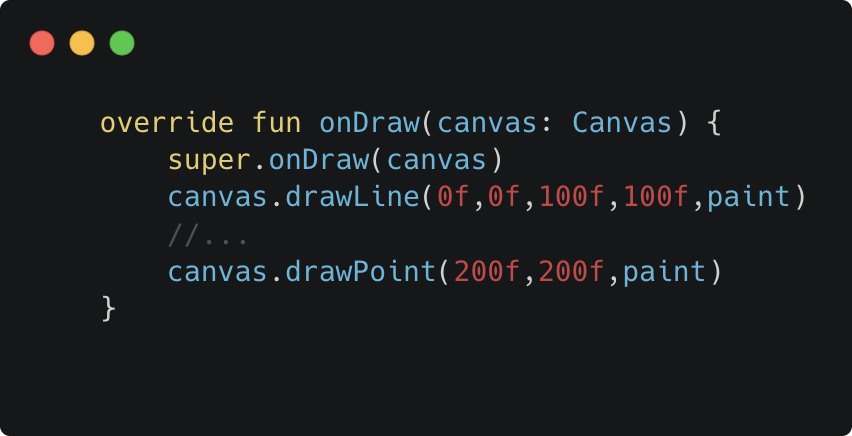 override fun onDraw(canvas: Canvas) {
    super.onDraw(canvas)
    canvas.drawLine(0f,0f,100f,100f,paint)
    //...
    canvas.drawPoint(200f,200f,paint)
}